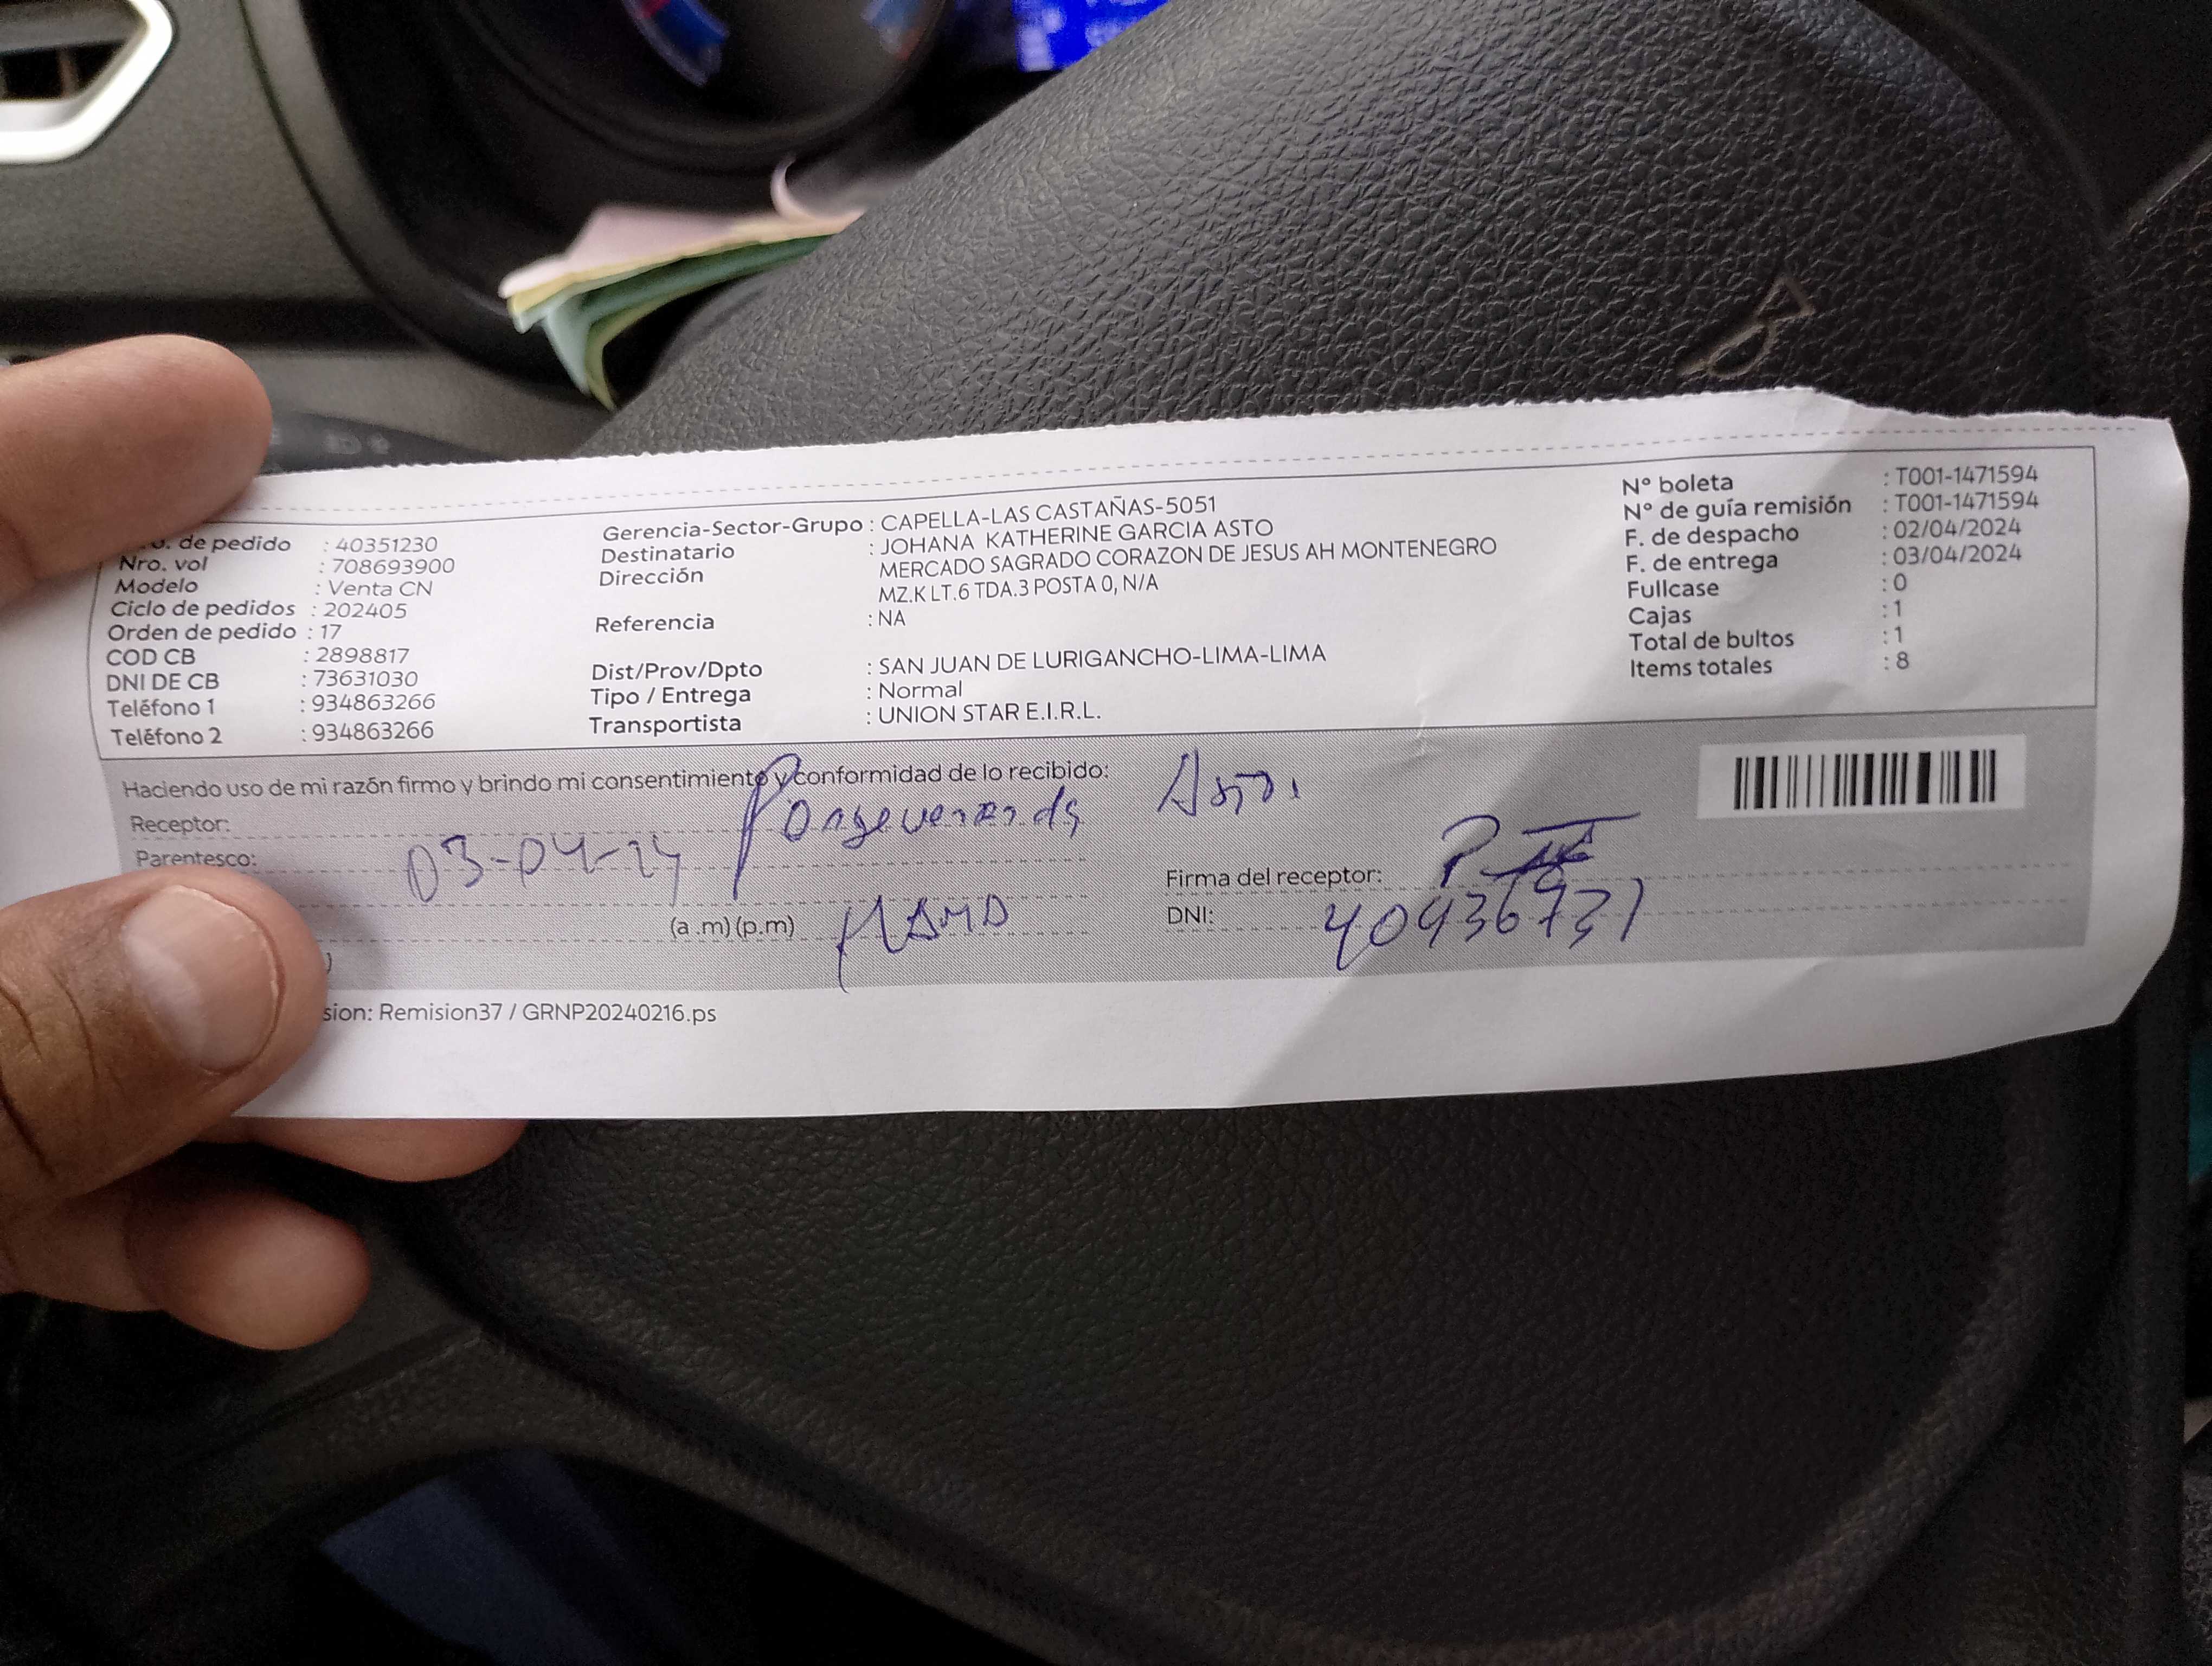 o. de pedido : 40351230
Nro. vol : 708693900
Modelo : Venta CN
Ciclo de pedidos : 202405
Orden de pedido : 17
COD CB : 2898817
DNI DE CB : 73631030
Teléfono 1 : 934863266
Teléfono 2 : 934863266
Gerencia-Sector-Grupo : CAPELLA-LAS CASTAÑAS-5051
Destinatario : JOHANA KATHERINE GARCIA ASTO
Dirección MERCADO SAGRADO CORAZON DE JESUS AH MONTENEGRO
MZ.K LT.6 TDA.3 POSTA 0, N/A
Referencia : NA
Dist/Prov/Dpto : SAN JUAN DE LURIGANCHO-LIMA-LIMA
Tipo / Entrega : Normal
Transportista : UNION STAR E.I.R.L.
Nº boleta : T001-1471594
Nº de guía remisión : T001-1471594
F. de despacho : 02/04/2024
F. de entrega : 03/04/2024
Fullcase : 0
Cajas : 1
Total de bultos : 1
Items totales : 8
Haciendo uso de mi razón firmo y brindo mi consentimiento y conformidad de lo recibido:
Receptor:
Parentesco: 03-04-24
(a .m) (p.m)
Firma del receptor:
DNI: 40936931
sion: Remision37 / GRNP20240216.ps